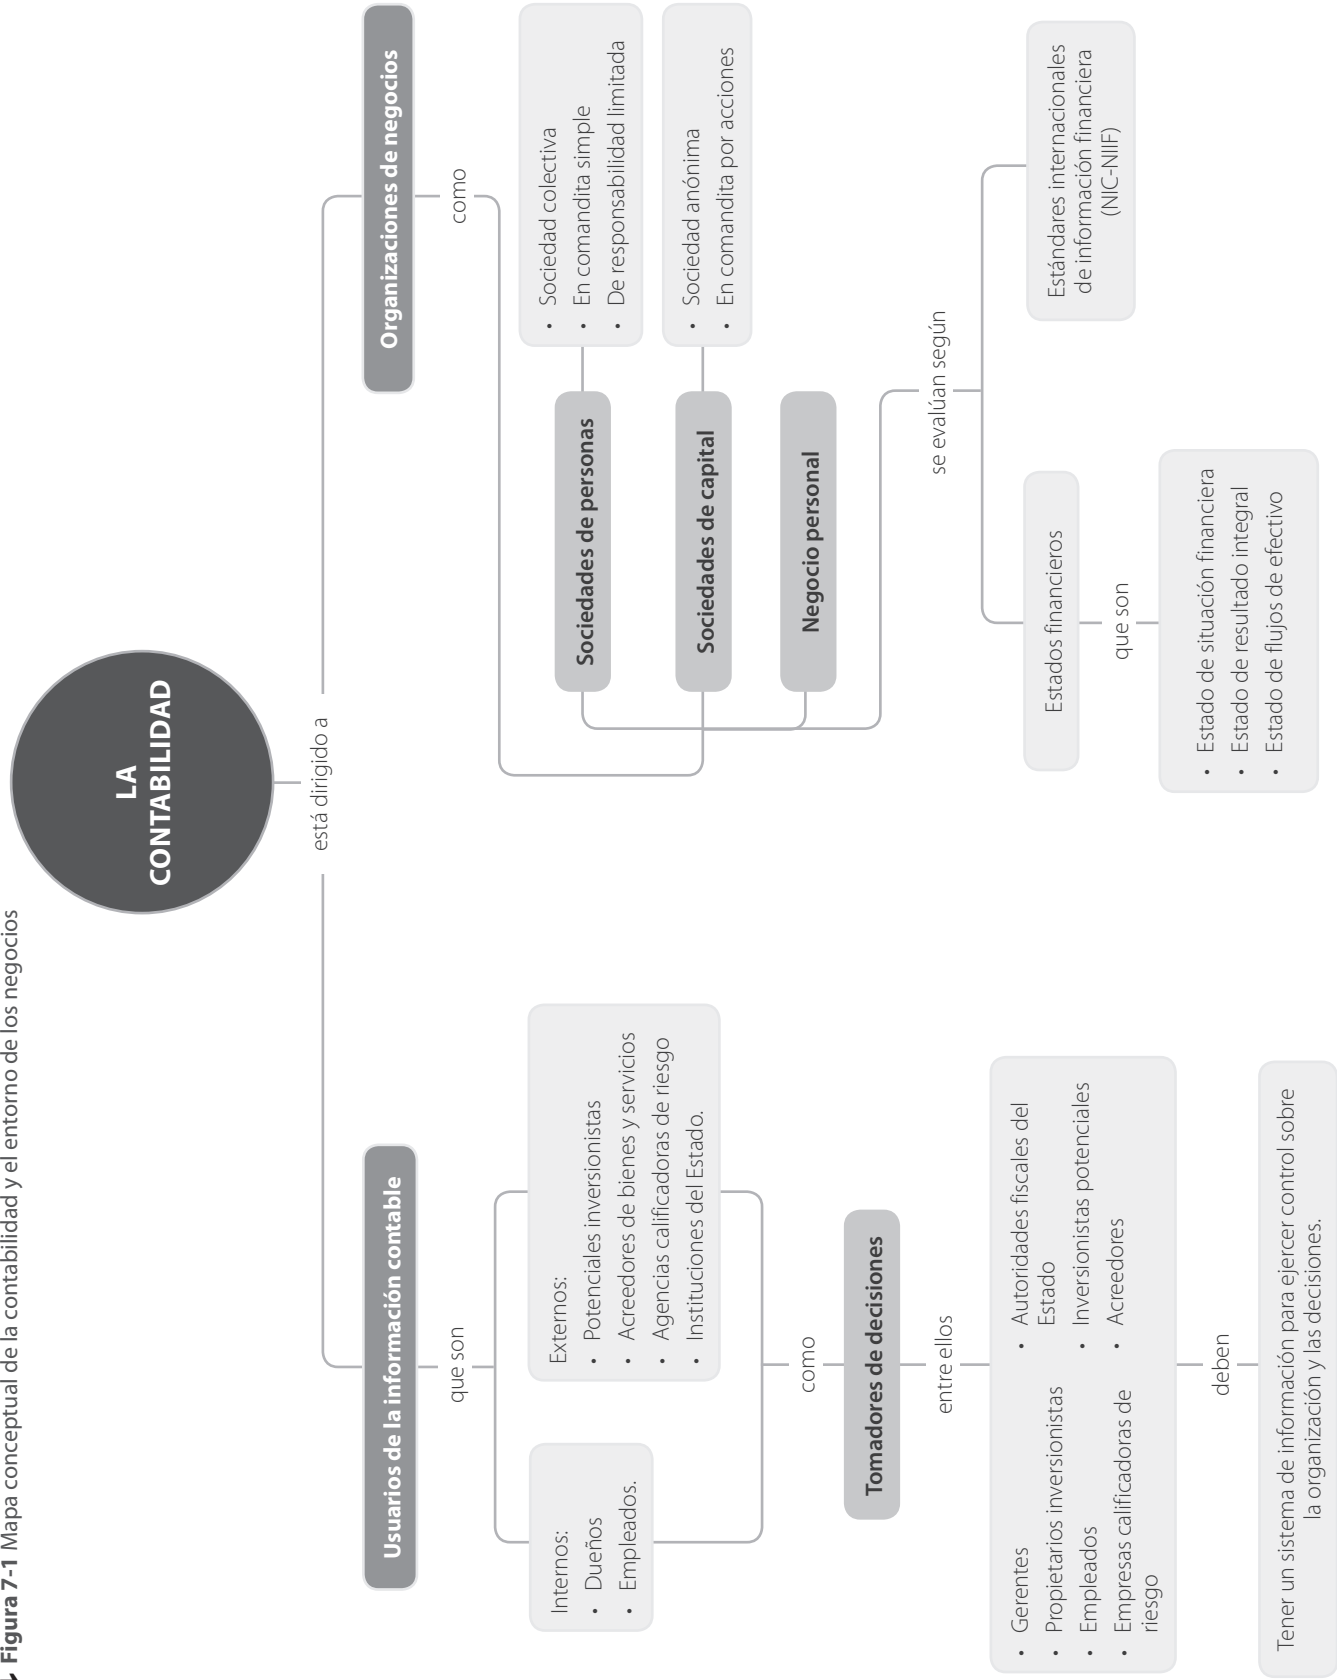 Figura 7-1 Mapa conceptual de la contabilidad y el entorno de los negocios
LA
CONTABILIDAD
está dirigido a
Usuarios de la información contable
que son
Internos:
• Dueños
• Empleados.
Externos:
• Potenciales inversionistas
• Acreedores de bienes y servicios
• Agencias calificadoras de riesgo
• Instituciones del Estado.
como
Tomadores de decisiones
entre ellos
• Gerentes
• Propietarios inversionistas
• Empleados
• Empresas calificadoras de
riesgo
• Autoridades fiscales del
Estado
• Inversionistas potenciales
• Acreedores
deben
Tener un sistema de información para ejercer control sobre
la organización y las decisiones.
Organizaciones de negocios
como
Sociedades de personas
• Sociedad colectiva
• En comandita simple
• De responsabilidad limitada
Sociedades de capital
• Sociedad anónima
• En comandita por acciones
Negocio personal
se evalúan según
Estados financieros
que son
• Estado de situación financiera
• Estado de resultado integral
• Estado de flujos de efectivo
Estándares internacionales
de información financiera
(NIC-NIIF)